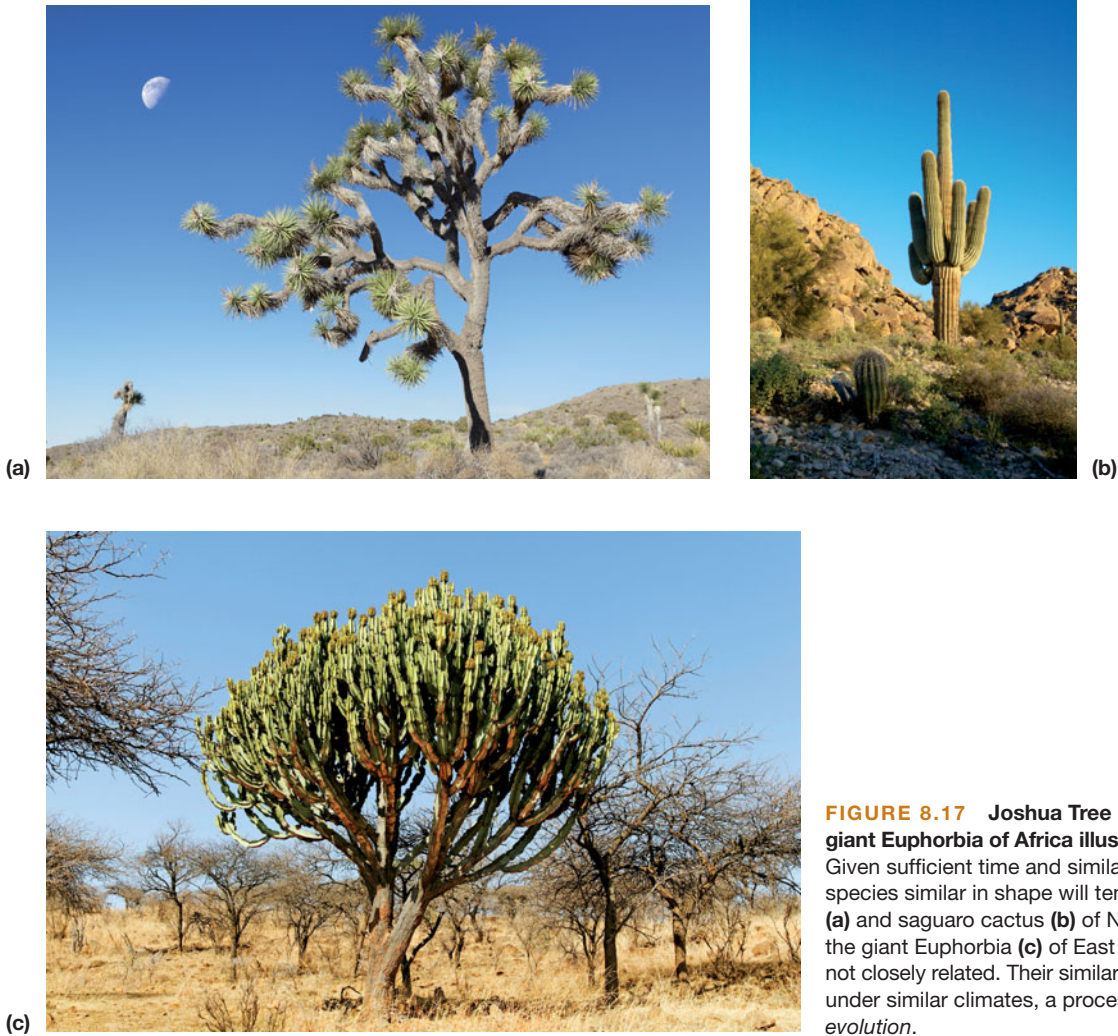 (a)
(b)
(c)
FIGURE 8.17 Joshua Tree
giant Euphorbia of Africa illus
Given sufficient time and simila
species similar in shape will ten
(a) and saguaro cactus (b) of N
the giant Euphorbia (c) of East
not closely related. Their similar
under similar climates, a proce
evolution.